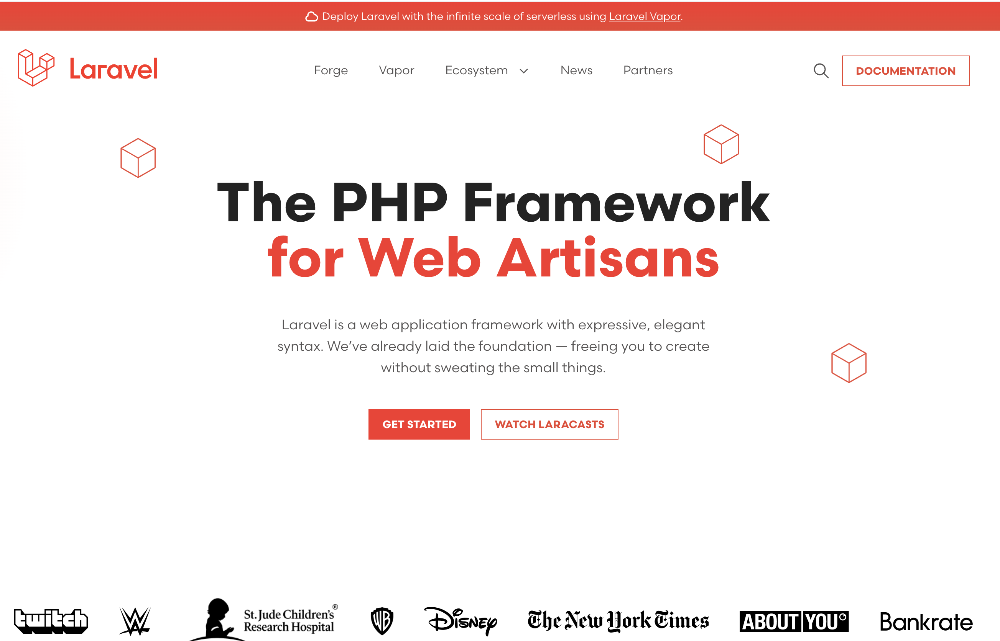 Deploy Laravel with the infinite scale of serverless using Laravel Vapor.
Laravel
Forge
Vapor
Ecosystem
News
Partners
DOCUMENTATION
The PHP Framework
for Web Artisans
Laravel is a web application framework with expressive, elegant
syntax. We’ve already laid the foundation — freeing you to create
without sweating the small things.
GET STARTED
WATCH LARACASTS
twitch
W
St. Jude Children’s®
Research Hospital
WB
Disney
The New York Times
ABOUT YOU
Bankrate